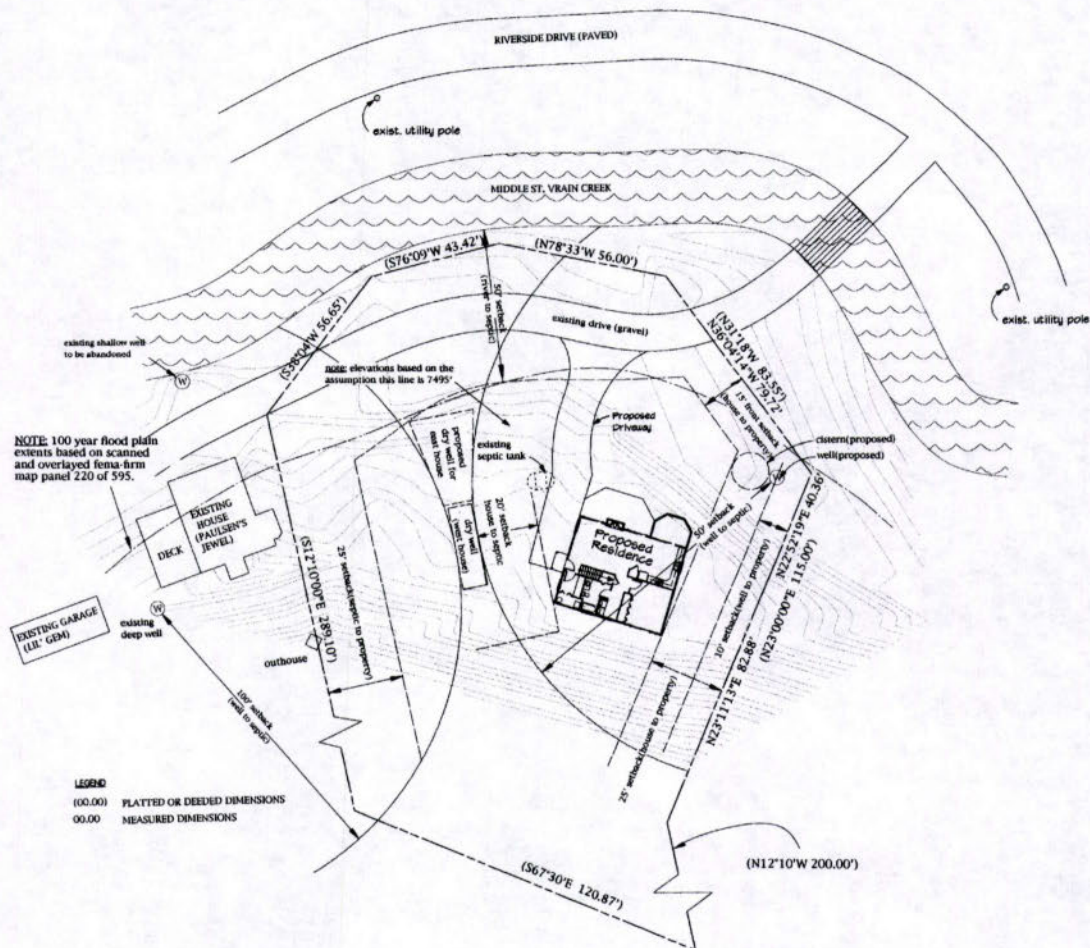 RIVERSIDE DRIVE (PAVED)
exist. utility pole
MIDDLE ST. VRAIN CREEK
(S76°09'W 43.42')
(N78°33'W 56.00')
50' setback
(river to septic)
(S38°04'W 56.65')
existing drive (gravel)
exist. utility pole
existing shallow well
to be abandoned
W
note: elevations based on the
assumption this line is 7495'
(N31°18'W 83.55')
N36°04'14"W 79.72'
15' front setback
(house to property)
Proposed
Driveway
NOTE: 100 year flood plain
extents based on scanned
and overlayed fema-firm
map panel 220 of 595.
proposed
dry well for
east house
existing
septic tank
cistern(proposed)
well(proposed)
W
EXISTING
HOUSE
(PAULSEN'S
JEWEL)
DECK
dry well
(west house)
20' setback
house to septic
50' setback
(well to septic)
Proposed
Residence
N22°52'19"E 40.36'
(S12°10'00"E 289.10')
25' setback(septic to property)
EXISTING GARAGE
(LIL' GEM)
W
existing
deep well
outhouse
10' setback(well to property)
(N23°00'00"E 115.00')
N23°11'13"E 82.88'
100' setback
(well to septic)
25' setback(house to property)
LEGEND
(00.00) PLATTED OR DEEDED DIMENSIONS
00.00 MEASURED DIMENSIONS
(N12°10'W 200.00')
(S67°30'E 120.87')